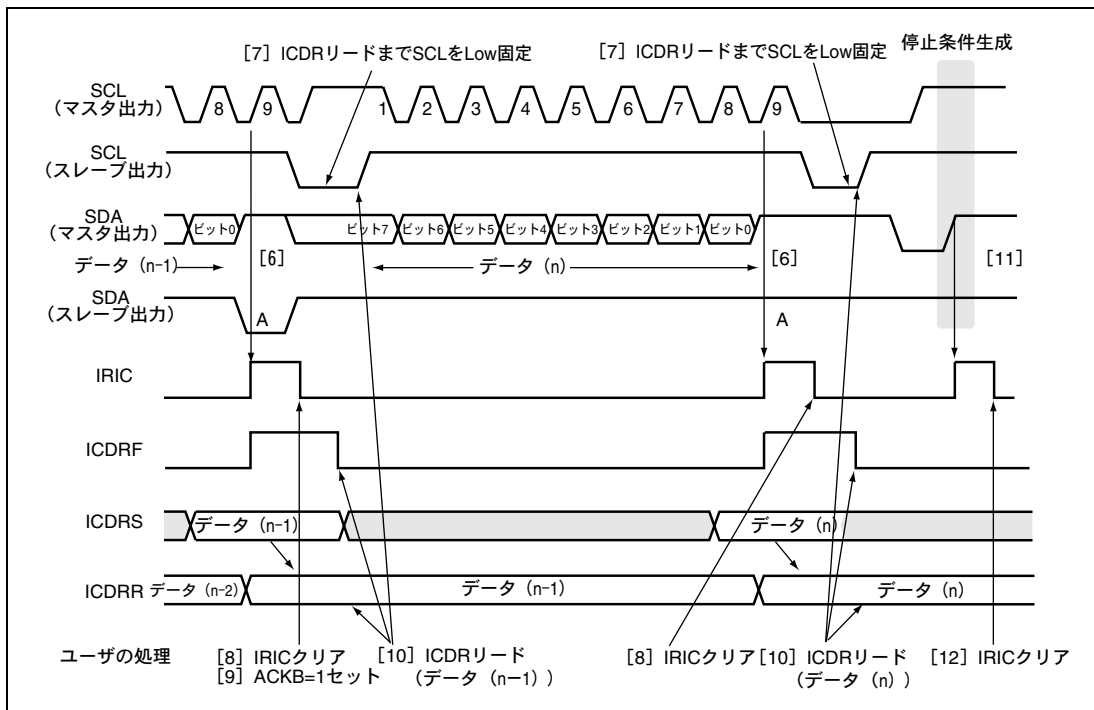 [7] ICDRリードまでSCLをLow固定
[7] ICDRリードまでSCLをLow固定
停止条件生成
SCL
(マスタ出力)
8 9 1 2 3 4 5 6 7 8 9
SCL
(スレーブ出力)
SDA
(マスタ出力)
ビット0 ビット7 ビット6 ビット5 ビット4 ビット3 ビット2 ビット1 ビット0
データ (n-1) [6] データ (n) [6] [11]
SDA
(スレーブ出力)
A A
IRIC
ICDRF
ICDRS
データ (n-1) データ (n)
ICDRR データ (n-2) データ (n-1) データ (n)
ユーザの処理
[8] IRICクリア
[9] ACKB=1セット
[10] ICDRリード
(データ (n-1))
[8] IRICクリア
[10] ICDRリード
(データ (n))
[12] IRICクリア